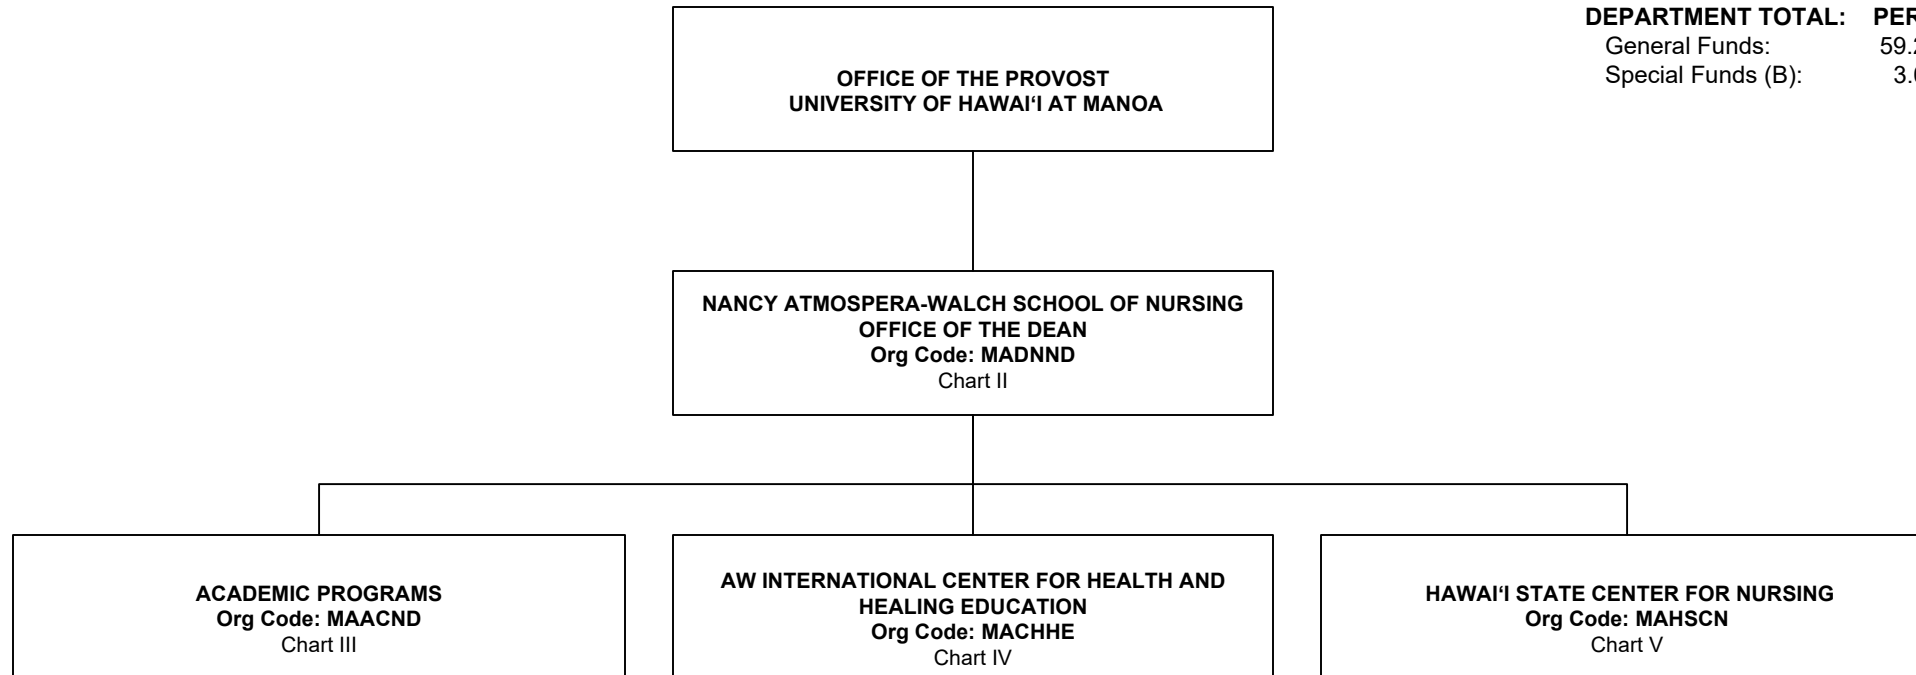 DEPARTMENT TOTAL:
General Funds:
Special Funds (B):
OFFICE OF THE PROVOST
UNIVERSITY OF HAWAI‘I AT MANOA
NANCY ATMOSPERA-WALCH SCHOOL OF NURSING
OFFICE OF THE DEAN
Org Code: MADNND
Chart II
ACADEMIC PROGRAMS
Org Code: MAACND
Chart III
AW INTERNATIONAL CENTER FOR HEALTH AND
HEALING EDUCATION
Org Code: MACHHE
Chart IV
HAWAI‘I STATE CENTER FOR NURSING
Org Code: MAHSCN
Chart V